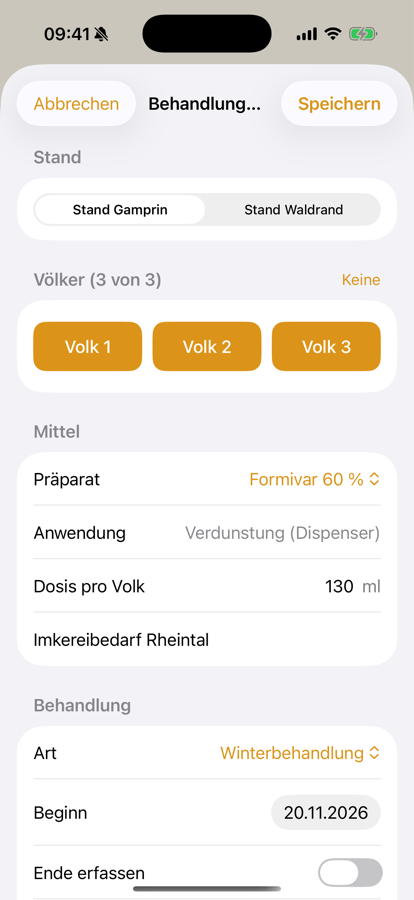 09:41
Abbrechen
Behandlung...
Speichern
Stand
Stand Gamprin
Stand Waldrand
Völker (3 von 3)
Keine
Volk 1
Volk 2
Volk 3
Mittel
Präparat
Formivar 60 %
Anwendung
Verdunstung (Dispenser)
Dosis pro Volk
130 ml
Imkereibedarf Rheintal
Behandlung
Art
Winterbehandlung
Beginn
20.11.2026
Ende erfassen